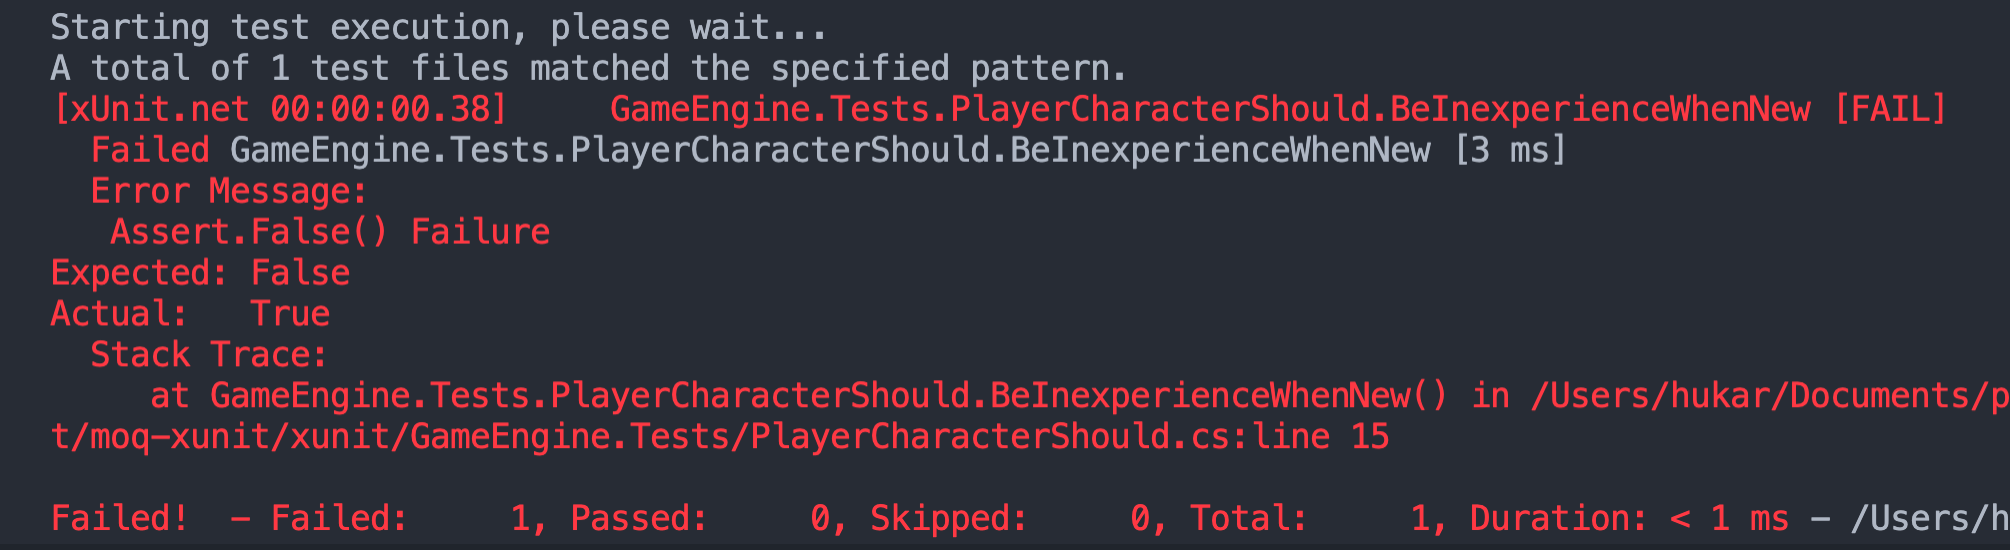 Starting test execution, please wait...
A total of 1 test files matched the specified pattern.
[xUnit.net 00:00:00.38]     GameEngine.Tests.PlayerCharacterShould.BeInexperienceWhenNew [FAIL]
  Failed GameEngine.Tests.PlayerCharacterShould.BeInexperienceWhenNew [3 ms]
  Error Message:
   Assert.False() Failure
Expected: False
Actual:   True
  Stack Trace:
     at GameEngine.Tests.PlayerCharacterShould.BeInexperienceWhenNew() in /Users/hukar/Documents/p
t/moq-xunit/xunit/GameEngine.Tests/PlayerCharacterShould.cs:line 15
Failed!  - Failed:     1, Passed:     0, Skipped:     0, Total:     1, Duration: < 1 ms - /Users/h